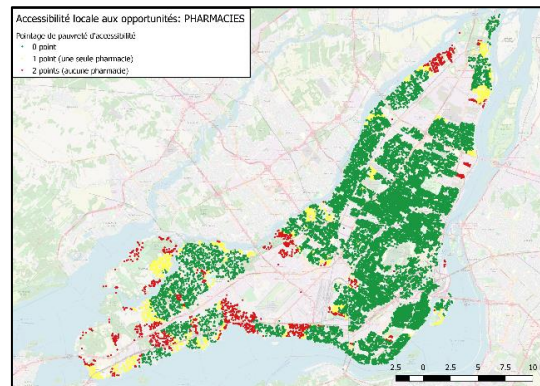 Accessibilité locale aux opportunités: PHARMACIES
Pointage de pauvreté d'accessibilité
0 point
1 point (une seule pharmacie)
2 points (aucune pharmacie)
2.5 0 2.5 5 7.5 10